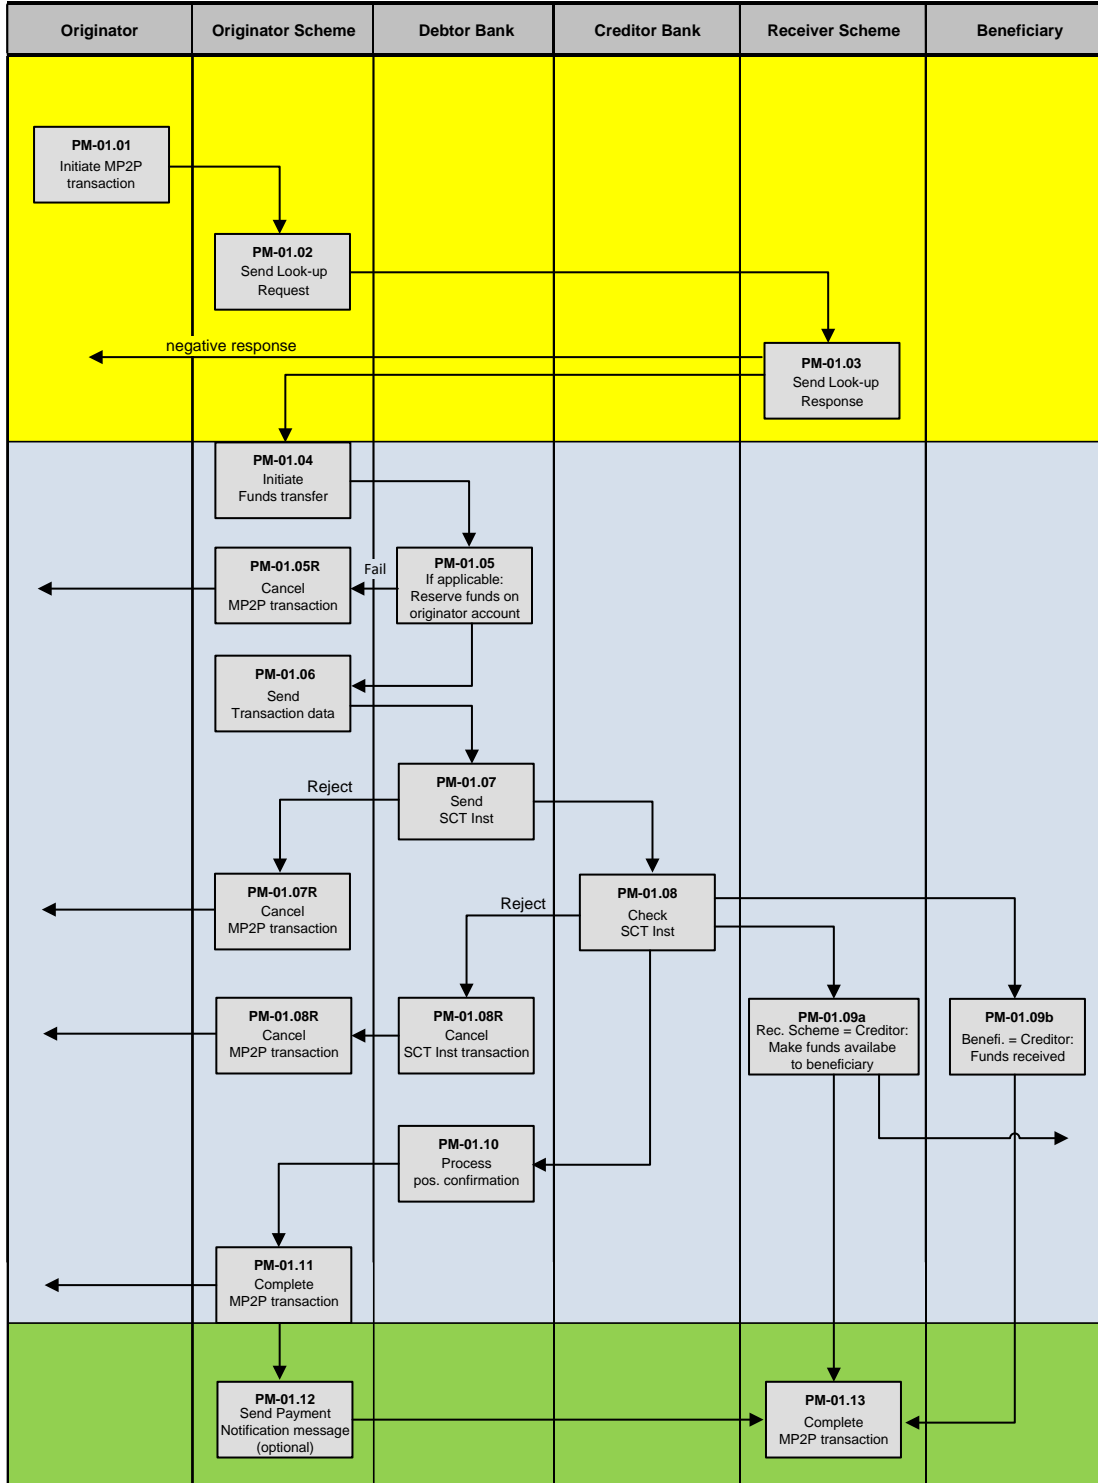 Originator
Originator Scheme
Debtor Bank
Creditor Bank
Receiver Scheme
Beneficiary
PM-01.01
Initiate MP2P
transaction
PM-01.02
Send Look-up
Request
negative response
PM-01.03
Send Look-up
Response
PM-01.04
Initiate
Funds transfer
PM-01.05R
Cancel
MP2P transaction
Fail
PM-01.05
If applicable:
Reserve funds on
originator account
PM-01.06
Send
Transaction data
Reject
PM-01.07
Send
SCT Inst
PM-01.07R
Cancel
MP2P transaction
Reject
PM-01.08
Check
SCT Inst
PM-01.08R
Cancel
MP2P transaction
PM-01.08R
Cancel
SCT Inst transaction
PM-01.09a
Rec. Scheme = Creditor:
Make funds availabe
to beneficiary
PM-01.09b
Benefi. = Creditor:
Funds received
PM-01.10
Process
pos. confirmation
PM-01.11
Complete
MP2P transaction
PM-01.12
Send Payment
Notification message
(optional)
PM-01.13
Complete
MP2P transaction